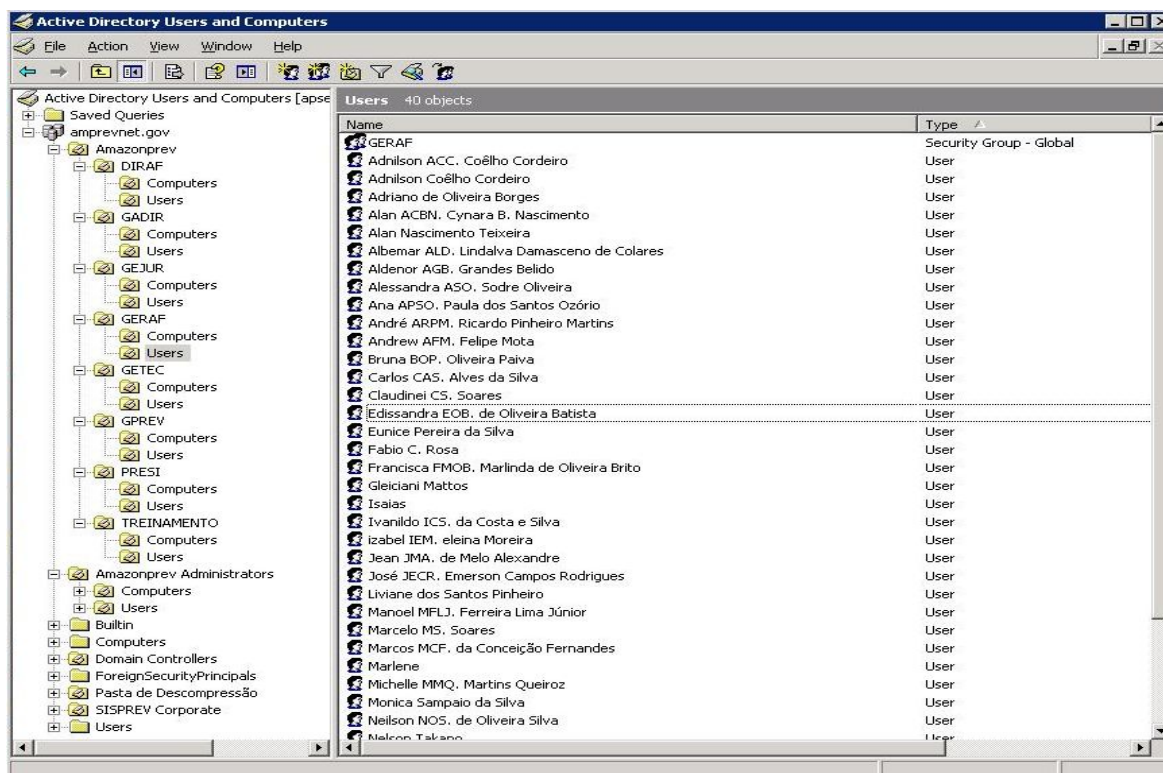 Active Directory Users and Computers
File Action View Window Help
Active Directory Users and Computers [apse
Saved Queries
amprevnet.gov
Amazonprev
DIRAF
Computers
Users
GADIR
Computers
Users
GEJUR
Computers
Users
GERAF
Computers
Users
GETEC
Computers
Users
GPREV
Computers
Users
PRESI
Computers
Users
TREINAMENTO
Computers
Users
Amazonprev Administrators
Computers
Users
Builtin
Computers
Domain Controllers
ForeignSecurityPrincipals
Pasta de Descompressão
SISPREV Corporate
Users
Users 40 objects
Name Type
GERAF Security Group - Global
Adnilson ACC. Coêlho Cordeiro User
Adnilson Coêlho Cordeiro User
Adriano de Oliveira Borges User
Alan ACBN. Cynara B. Nascimento User
Alan Nascimento Teixeira User
Albemar ALD. Lindalva Damasceno de Colares User
Aldenor AGB. Grandes Belido User
Alessandra ASO. Sodre Oliveira User
Ana APSO. Paula dos Santos Ozório User
André ARPM. Ricardo Pinheiro Martins User
Andrew AFM. Felipe Mota User
Bruna BOP. Oliveira Paiva User
Carlos CAS. Alves da Silva User
Claudinei CS. Soares User
Edissandra EOB. de Oliveira Batista User
Eunice Pereira da Silva User
Fabio C. Rosa User
Francisca FMOB. Marlinda de Oliveira Brito User
Gleiciani Mattos User
Isaias User
Ivanildo ICS. da Costa e Silva User
izabel IEM. eleina Moreira User
Jean JMA. de Melo Alexandre User
José JECR. Emerson Campos Rodrigues User
Liviane dos Santos Pinheiro User
Manoel MFLJ. Ferreira Lima Júnior User
Marcelo MS. Soares User
Marcos MCF. da Conceição Fernandes User
Marlene User
Michelle MMQ. Martins Queiroz User
Monica Sampaio da Silva User
Neilson NOS. de Oliveira Silva User
Nelson Takano User